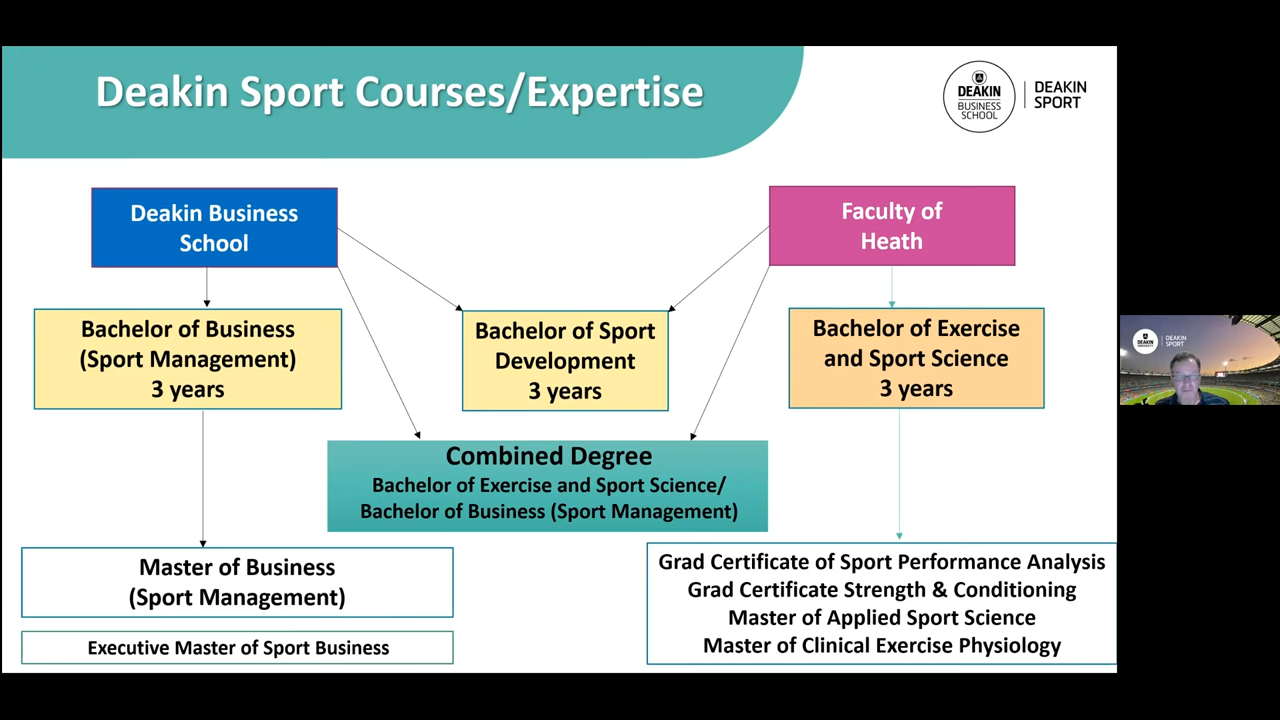 Deakin Sport Courses/Expertise
DEAKIN
BUSINESS
SCHOOL
DEAKIN
SPORT
Deakin Business
School
Faculty of
Heath
Bachelor of Business
(Sport Management)
3 years
Bachelor of Sport
Development
3 years
Bachelor of Exercise
and Sport Science
3 years
Combined Degree
Bachelor of Exercise and Sport Science/
Bachelor of Business (Sport Management)
Master of Business
(Sport Management)
Executive Master of Sport Business
Grad Certificate of Sport Performance Analysis
Grad Certificate Strength & Conditioning
Master of Applied Sport Science
Master of Clinical Exercise Physiology
DEAKIN
DEAKIN
SPORT